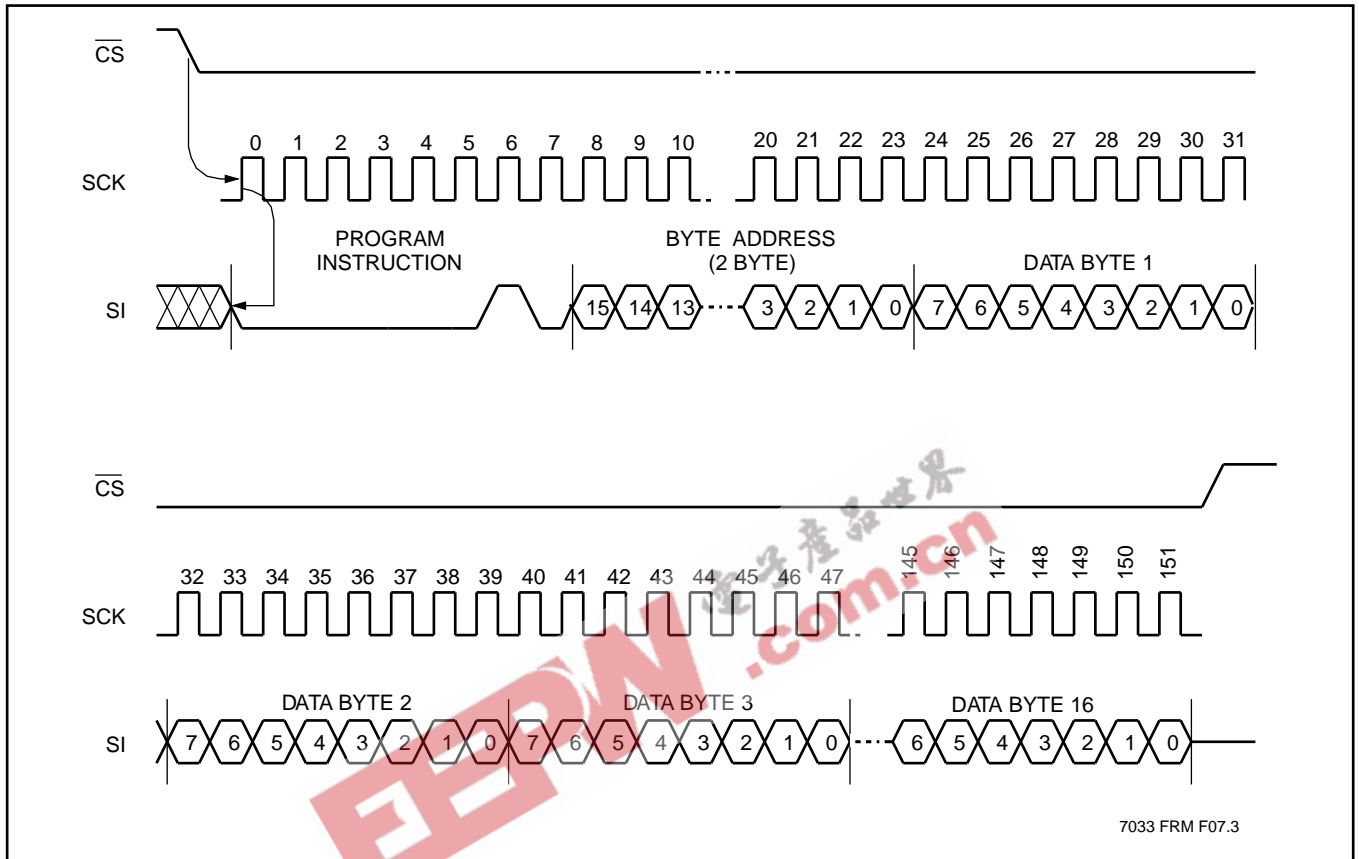 CS
0 1 2 3 4 5 6 7 8 9 10 20 21 22 23 24 25 26 27 28 29 30 31
SCK
PROGRAM
INSTRUCTION
BYTE ADDRESS
(2 BYTE)
DATA BYTE 1
SI
15 14 13 3 2 1 0 7 6 5 4 3 2 1 0
CS
32 33 34 35 36 37 38 39 40 41 42 43 44 45 46 47 145 146 147 148 149 150 151
SCK
DATA BYTE 2 DATA BYTE 3 DATA BYTE 16
SI
7 6 5 4 3 2 1 0 7 6 5 4 3 2 1 0 6 5 4 3 2 1 0
EEPW
電子產品世界
.com.cn
7033 FRM F07.3